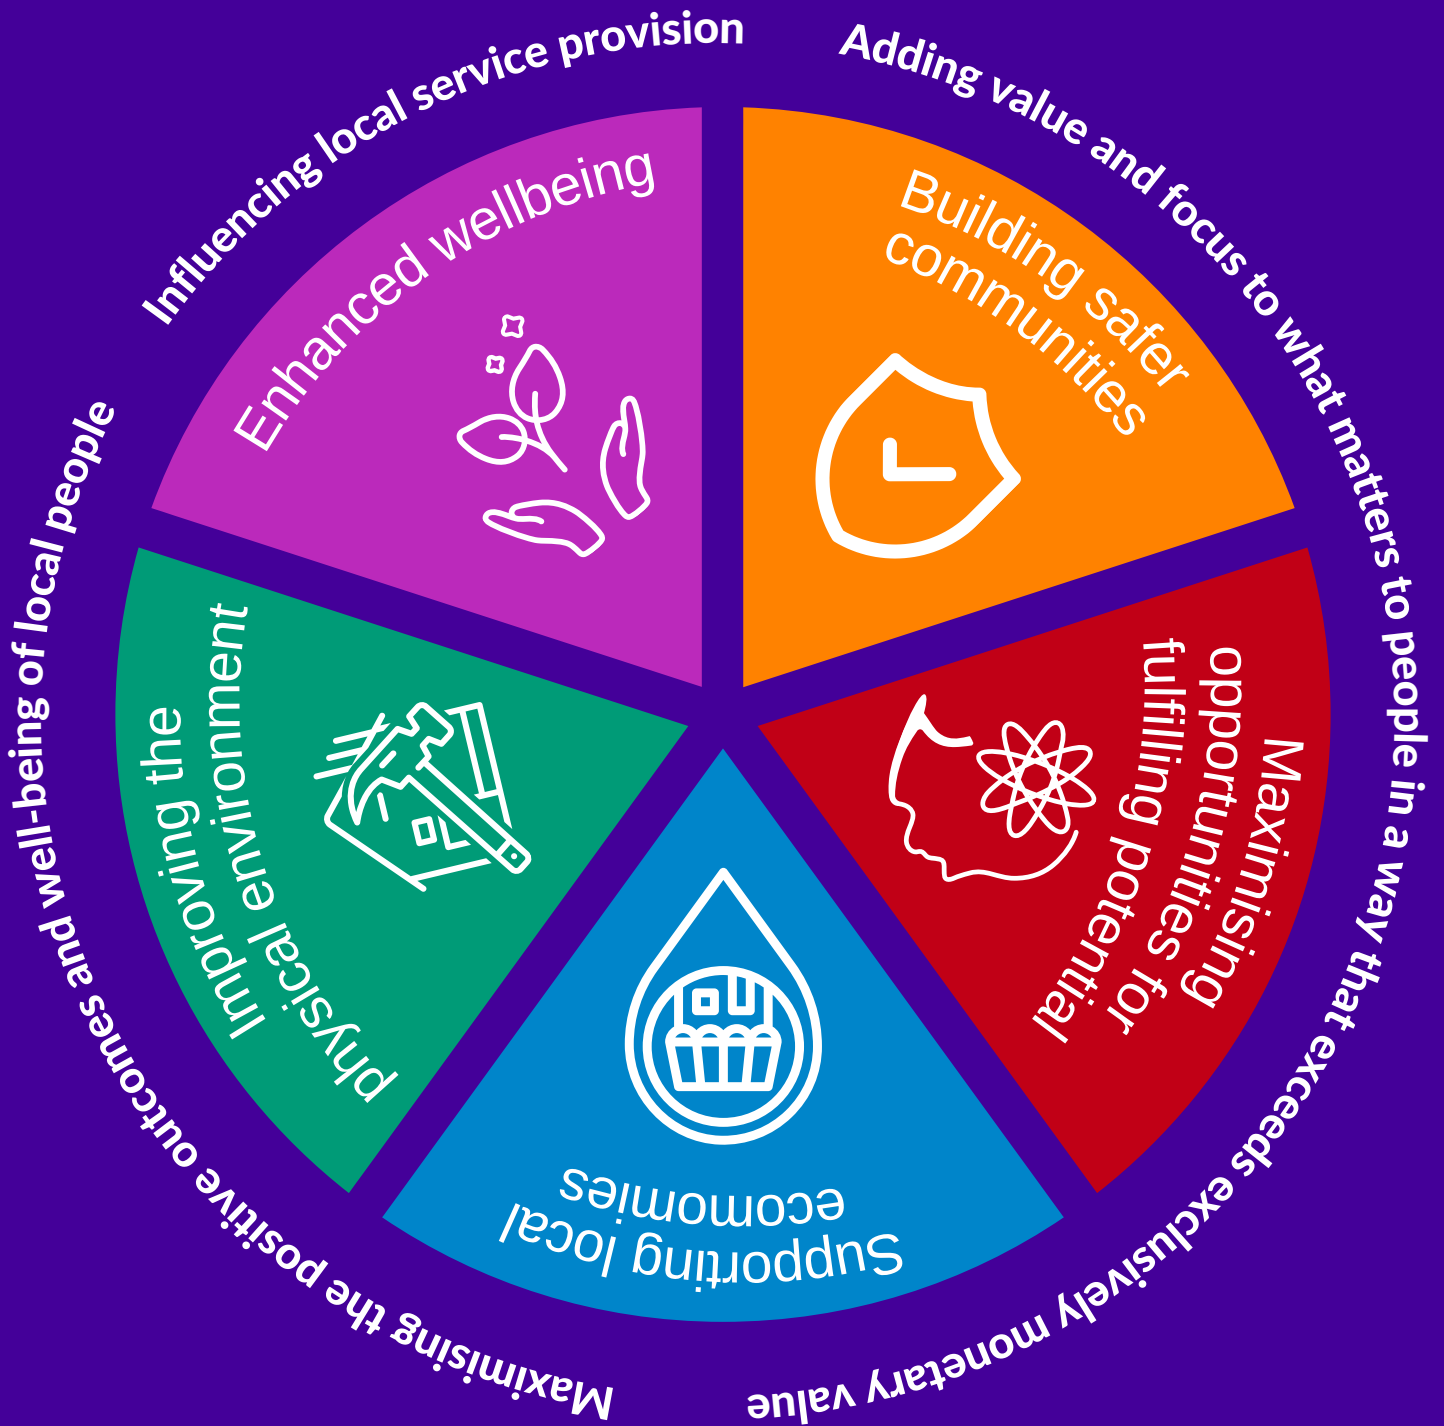 Adding value and focus to what matters to people in a way that exceeds exclusively monetary value
Maximising the positive outcomes and well-being of local people
Influencing local service provision
Building safer
communities
Maximising
opportunities for
fulfilling potential
Supporting local
ecomomies
Improving the
physical environment
Enhanced wellbeing